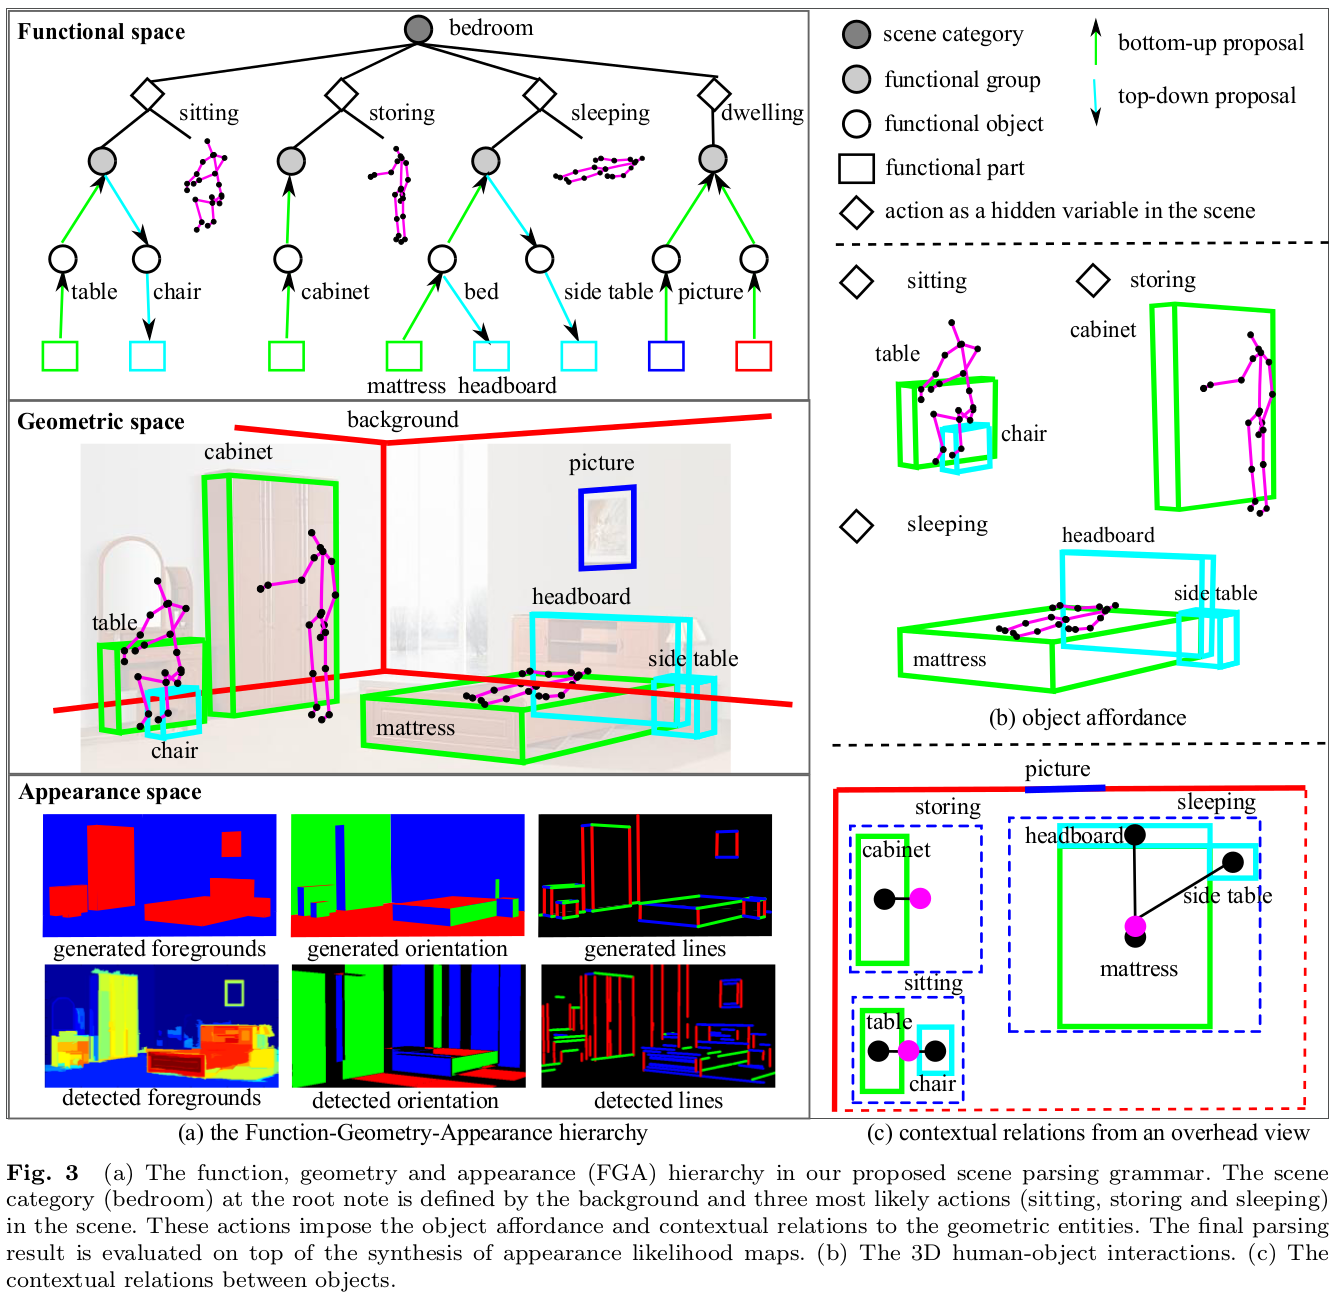 Functional space
bedroom
sitting
storing
sleeping
dwelling
table
chair
cabinet
bed
side table
picture
mattress headboard
Geometric space
background
cabinet
picture
headboard
table
side table
mattress
chair
Appearance space
generated foregrounds
generated orientation
generated lines
detected foregrounds
detected orientation
detected lines
(a) the Function-Geometry-Appearance hierarchy
scene category
functional group
functional object
functional part
action as a hidden variable in the scene
bottom-up proposal
top-down proposal
sitting
storing
cabinet
table
chair
sleeping
headboard
side table
mattress
(b) object affordance
picture
storing
sleeping
cabinet
headboard
side table
mattress
sitting
table
chair
(c) contextual relations from an overhead view
Fig. 3 (a) The function, geometry and appearance (FGA) hierarchy in our proposed scene parsing grammar. The scene
category (bedroom) at the root note is defined by the background and three most likely actions (sitting, storing and sleeping)
in the scene. These actions impose the object affordance and contextual relations to the geometric entities. The final parsing
result is evaluated on top of the synthesis of appearance likelihood maps. (b) The 3D human-object interactions. (c) The
contextual relations between objects.